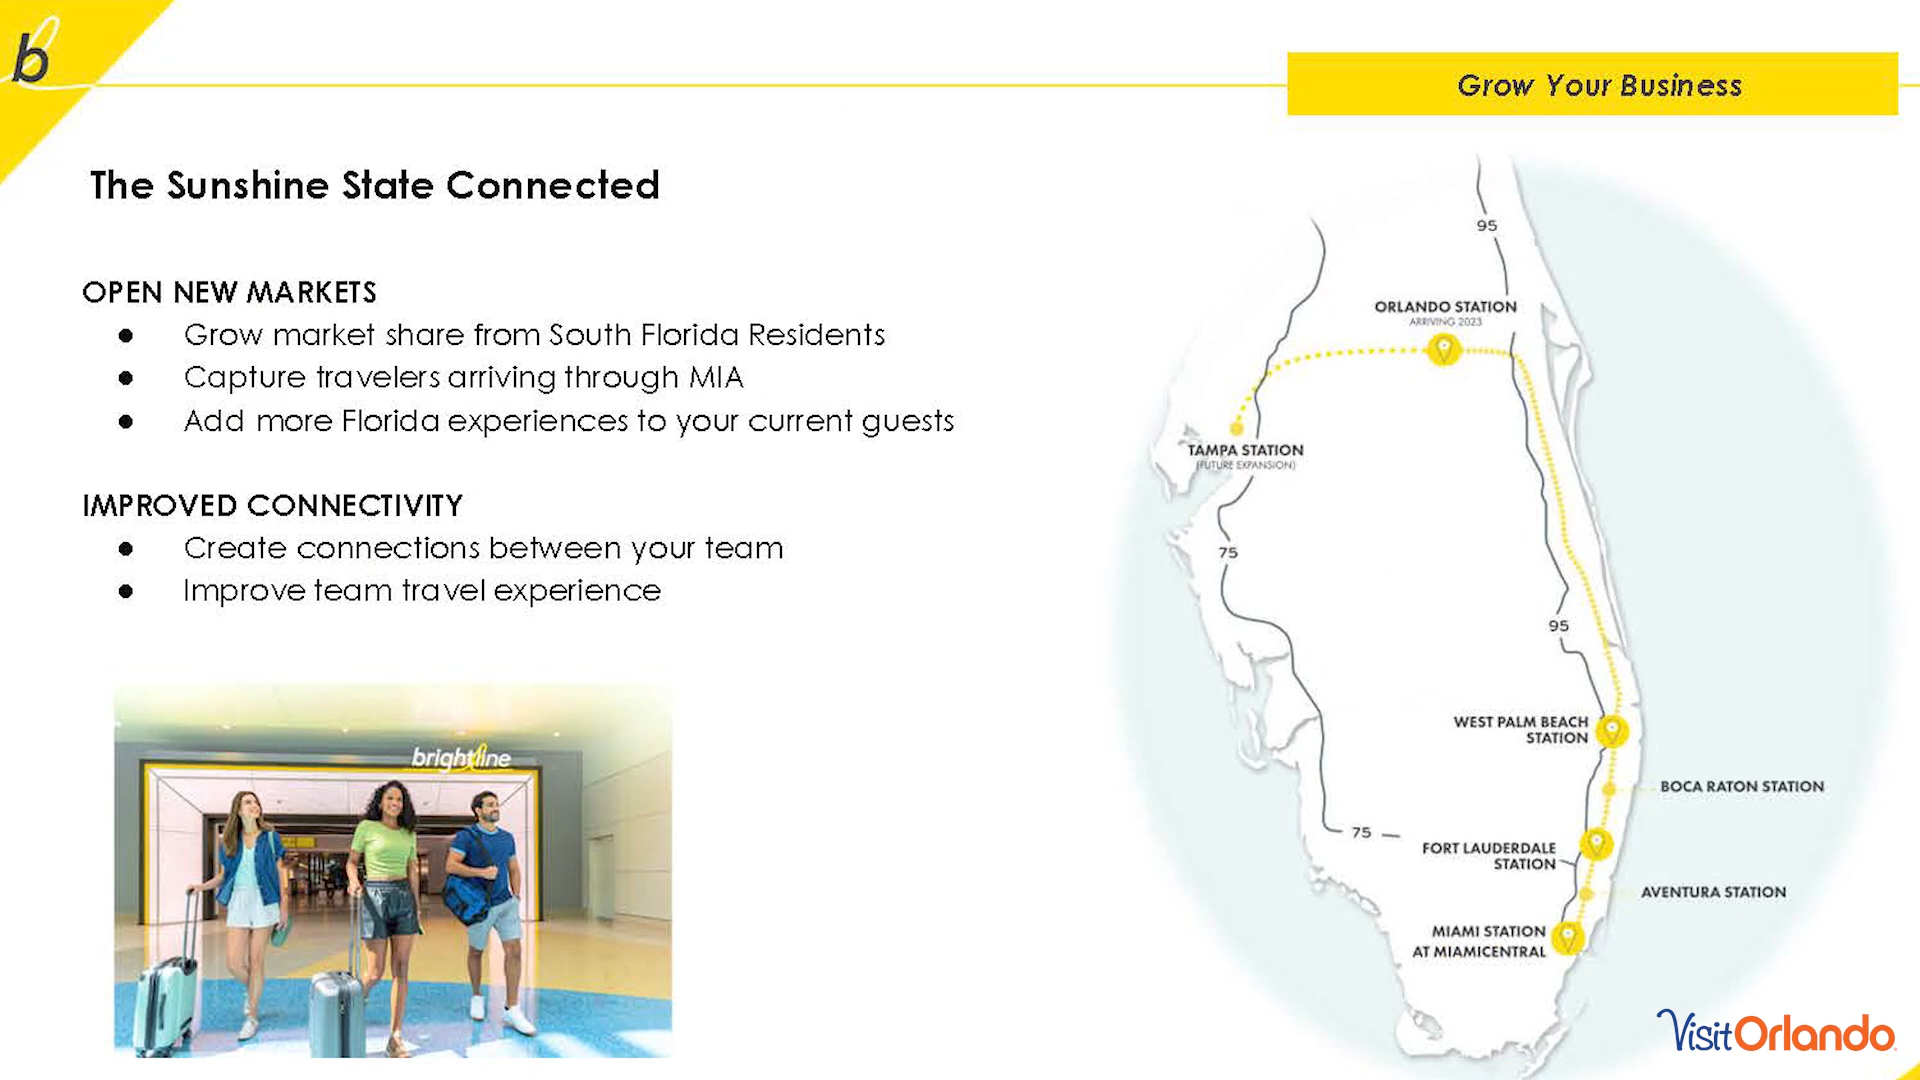 b
Grow Your Business
The Sunshine State Connected
OPEN NEW MARKETS
● Grow market share from South Florida Residents
● Capture travelers arriving through MIA
● Add more Florida experiences to your current guests
IMPROVED CONNECTIVITY
● Create connections between your team
● Improve team travel experience
brightline
95
ORLANDO STATION
ARRIVING 2023
TAMPA STATION
(FUTURE EXPANSION)
75
95
WEST PALM BEACH
STATION
BOCA RATON STATION
75
FORT LAUDERDALE
STATION
AVENTURA STATION
MIAMI STATION
AT MIAMICENTRAL
Visit Orlando